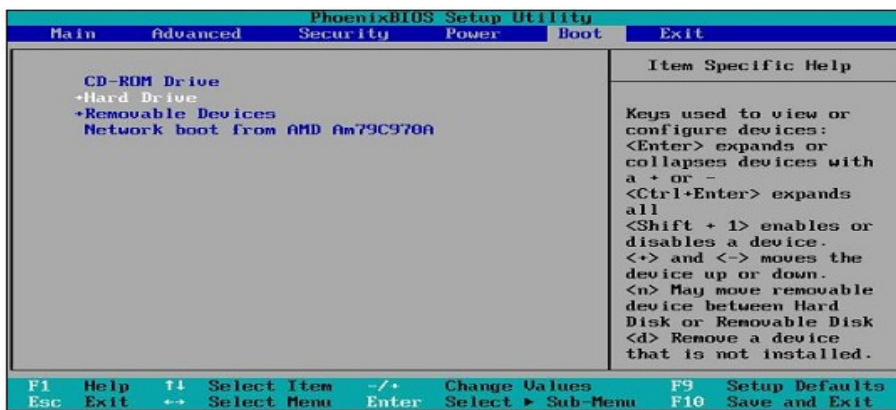 PhoenixBIOS Setup Utility
Main Advanced Security Power Boot Exit
CD-ROM Drive
+Hard Drive
+Removable Devices
Network boot from AMD Am79C970A
Item Specific Help
Keys used to view or
configure devices:
<Enter> expands or
collapses devices with
a + or -
<Ctrl+Enter> expands
all
<Shift + 1> enables or
disables a device.
<+> and <-> moves the
device up or down.
<n> May move removable
device between Hard
Disk or Removable Disk
<d> Remove a device
that is not installed.
F1 Help ↑↓ Select Item -/+ Change Values F9 Setup Defaults
Esc Exit ↔ Select Menu Enter Select ► Sub-Menu F10 Save and Exit